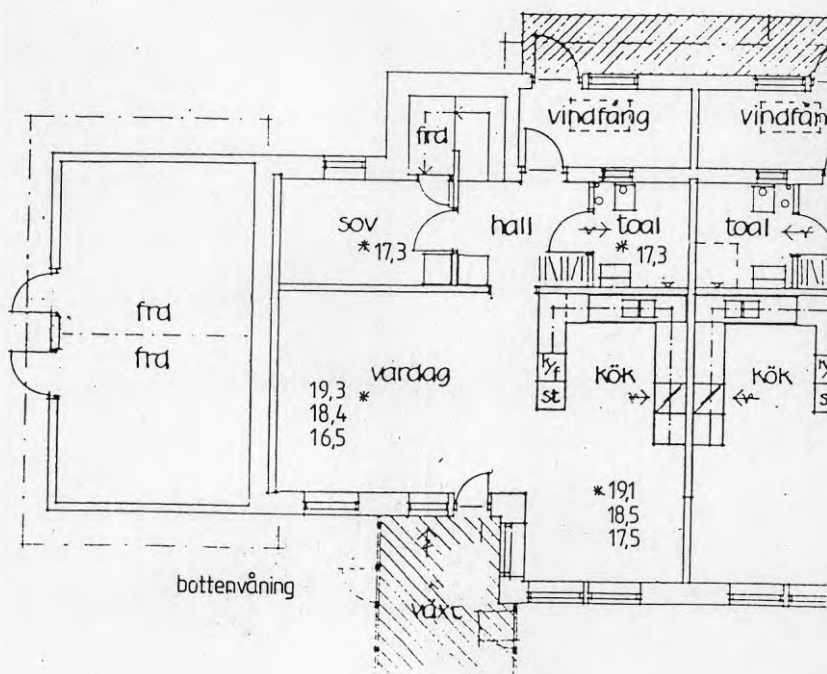 vindfång
vindfån
frd
sov
* 17,3
hall
toal
* 17,3
toal
frd
frd
vardag
19,3
18,4 *
16,5
k/f
st
kök
kök
k/f
s
* 19,1
18,5
17,5
bottenvåning
växt